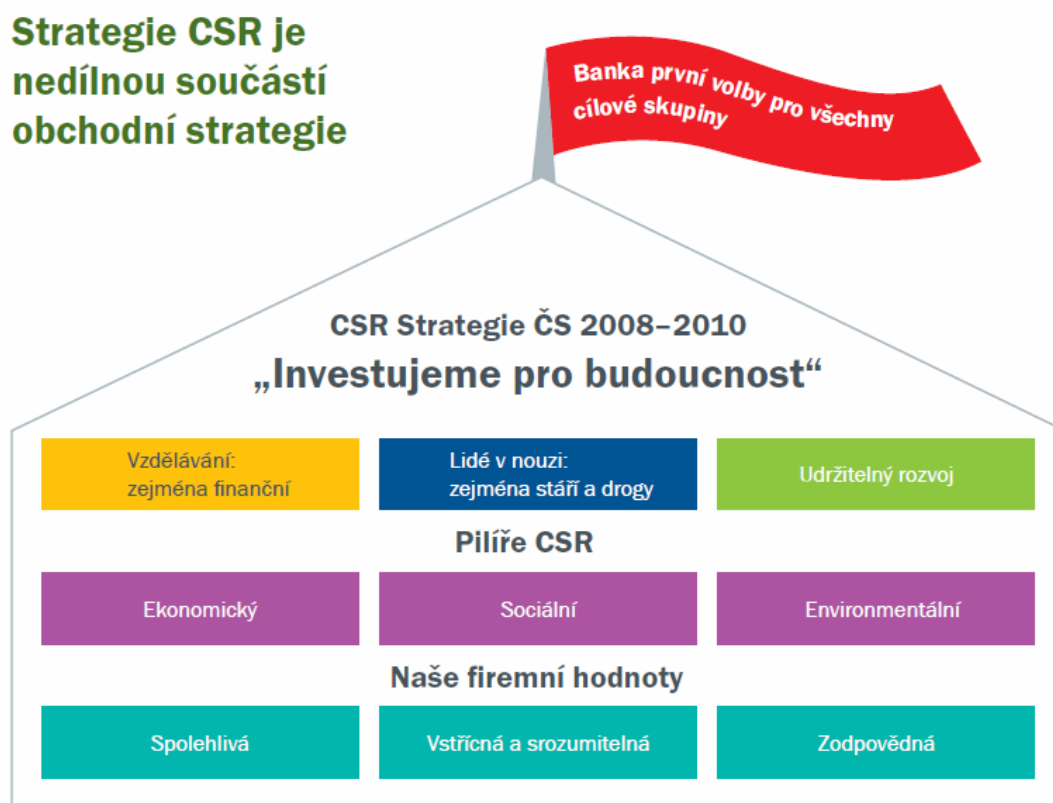 Strategie CSR je
nedílnou součástí
obchodní strategie
Banka první volby pro všechny
cílové skupiny
CSR Strategie ČS 2008–2010
„Investujeme pro budoucnost“
Vzdělávání:
zejména finanční
Lidé v nouzi:
zejména stáří a drogy
Udržitelný rozvoj
Pilíře CSR
Ekonomický
Sociální
Environmentální
Naše firemní hodnoty
Spolehlivá
Vstřícná a srozumitelná
Zodpovědná